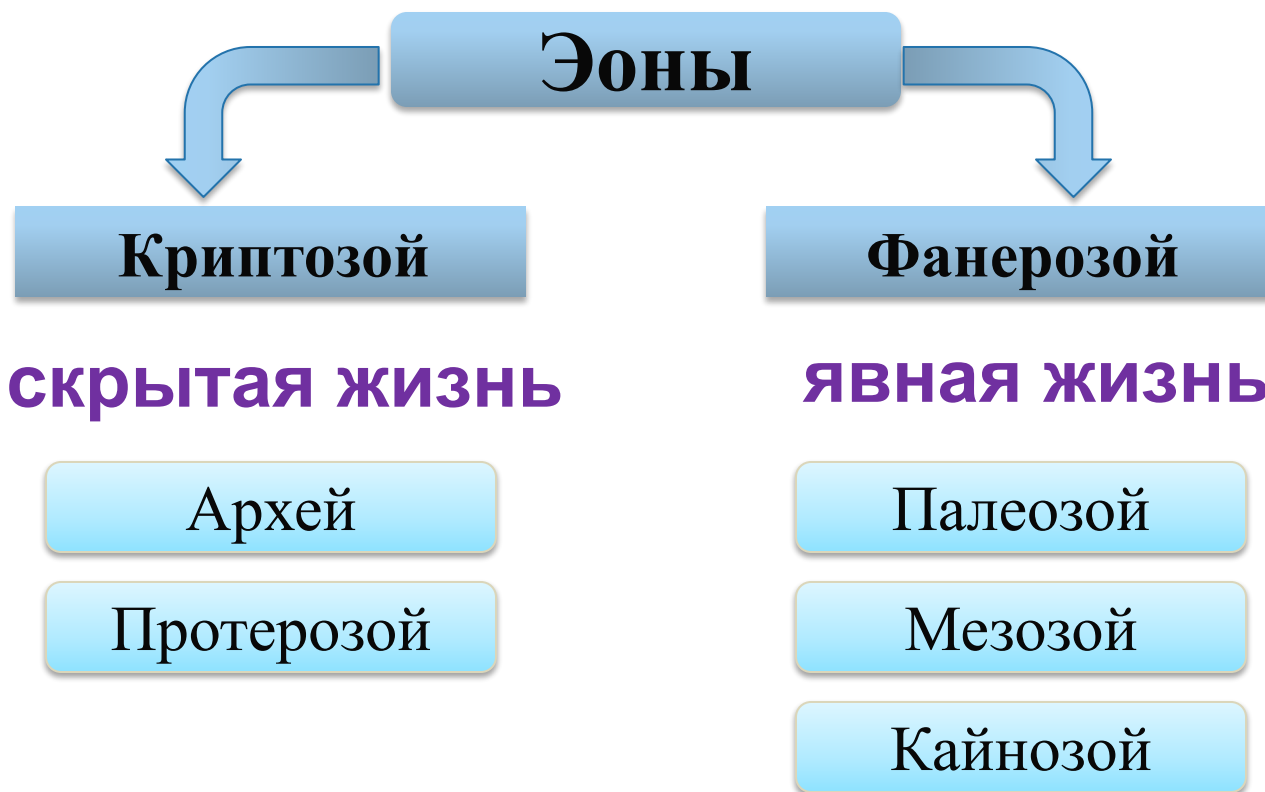 Эоны
Криптозой
Фанерозой
скрытая жизнь
явная жизнь
Архей
Палеозой
Протерозой
Мезозой
Кайнозой